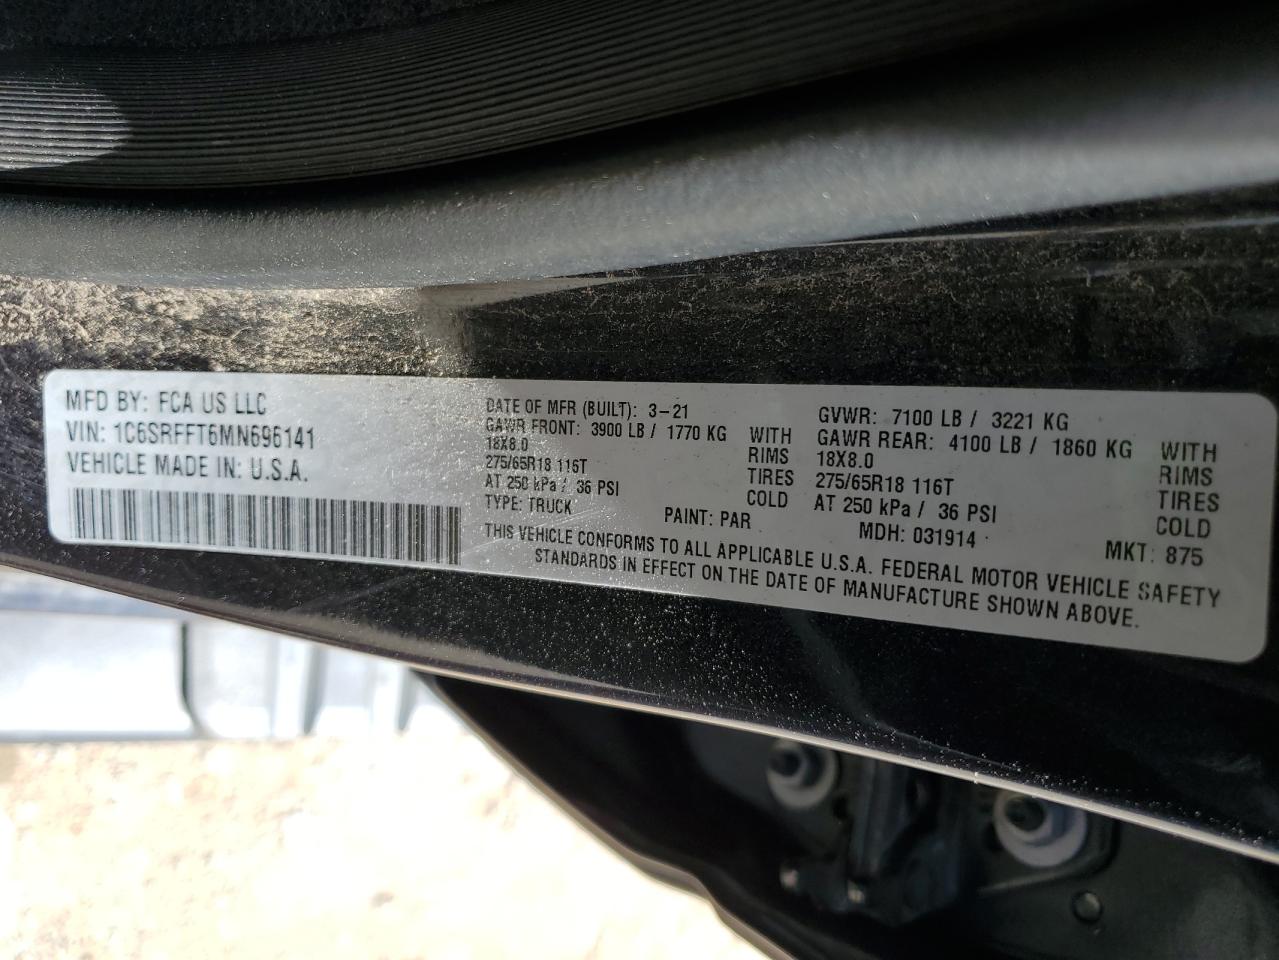 MFD BY: FCA US LLC
VIN: 1C6SRFFT6MN696141
VEHICLE MADE IN: U.S.A.
DATE OF MFR (BUILT): 3-21
GAWR FRONT: 3900 LB / 1770 KG WITH
18X8.0 RIMS
275/65R18 116T TIRES
AT 250 kPa / 36 PSI COLD
TYPE: TRUCK
PAINT: PAR
GVWR: 7100 LB / 3221 KG
GAWR REAR: 4100 LB / 1860 KG WITH
18X8.0 RIMS
275/65R18 116T TIRES
AT 250 kPa / 36 PSI COLD
MDH: 031914
MKT: 875
THIS VEHICLE CONFORMS TO ALL APPLICABLE U.S.A. FEDERAL MOTOR VEHICLE SAFETY
STANDARDS IN EFFECT ON THE DATE OF MANUFACTURE SHOWN ABOVE.